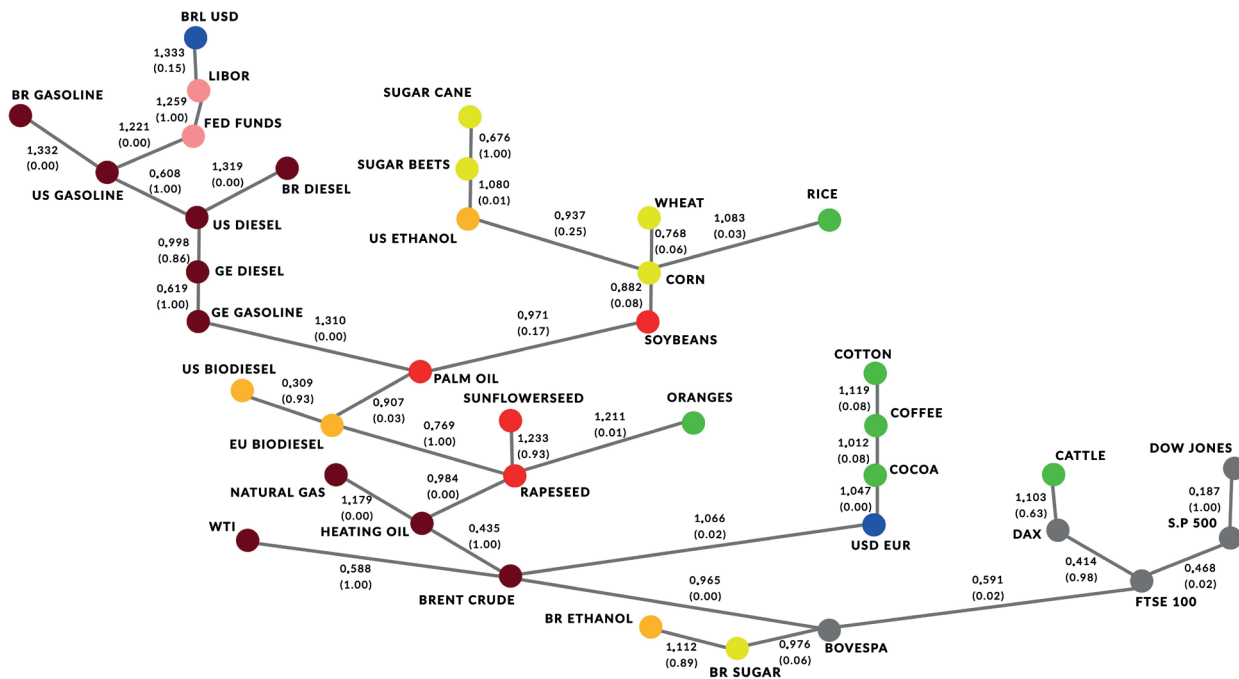 BRL USD
1,333
(0.15)
LIBOR
BR GASOLINE
1,259
(1.00)
FED FUNDS
1,221
(0.00)
1,332
(0.00)
US GASOLINE
0,608
(1.00)
1,319
(0.00)
BR DIESEL
US DIESEL
0,998
(0.86)
GE DIESEL
0,619
(1.00)
GE GASOLINE
SUGAR CANE
0,676
(1.00)
SUGAR BEETS
1,080
(0.01)
US ETHANOL
0,937
(0.25)
WHEAT
0,768
(0.06)
1,083
(0.03)
RICE
CORN
0,882
(0.08)
SOYBEANS
1,310
(0.00)
0,971
(0.17)
PALM OIL
US BIODIESEL
0,309
(0.93)
0,907
(0.03)
EU BIODIESEL
0,769
(1.00)
SUNFLOWERSEED
1,233
(0.93)
ORANGES
1,211
(0.01)
RAPESEED
NATURAL GAS
1,179
(0.00)
0,984
(0.00)
HEATING OIL
0,435
(1.00)
WTI
0,588
(1.00)
BRENT CRUDE
COTTON
1,119
(0.08)
COFFEE
1,012
(0.08)
COCOA
1,047
(0.00)
USD EUR
1,066
(0.02)
0,965
(0.00)
BR ETHANOL
1,112
(0.89)
BR SUGAR
0,976
(0.06)
BOVESPA
0,591
(0.02)
CATTLE
1,103
(0.63)
DAX
0,414
(0.98)
DOW JONES
0,187
(1.00)
S.P 500
0,468
(0.02)
FTSE 100